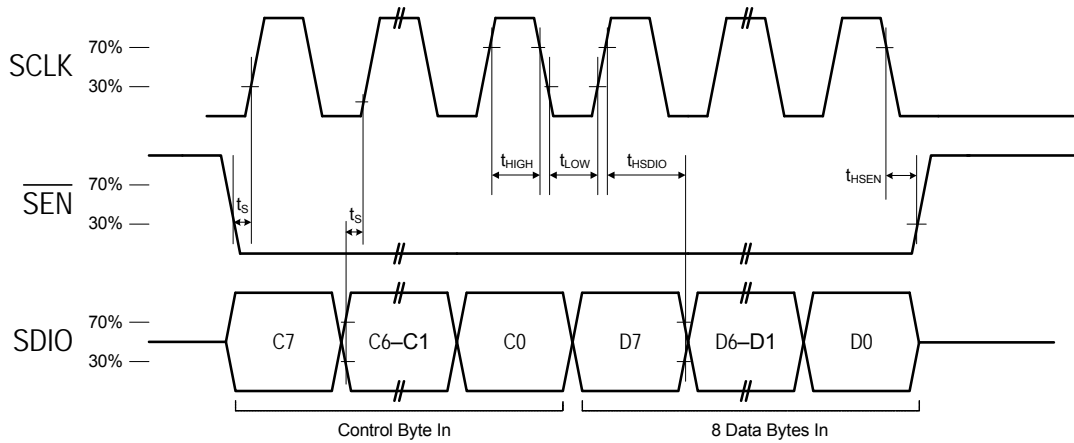 SCLK
70%
30%
t_HIGH
t_LOW
t_HSDIO
t_HSEN
SEN
70%
30%
t_S
t_S
SDIO
70%
30%
C7
C6–C1
C0
D7
D6–D1
D0
Control Byte In
8 Data Bytes In